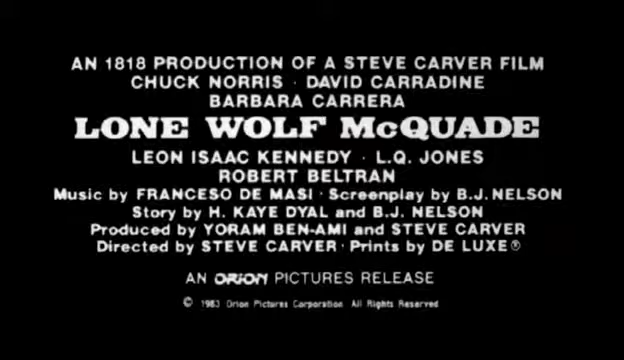 AN 1818 PRODUCTION OF A STEVE CARVER FILM
CHUCK NORRIS · DAVID CARRADINE
BARBARA CARRERA
LONE WOLF McQUADE
LEON ISAAC KENNEDY · L.Q. JONES
ROBERT BELTRAN
Music by FRANCESO DE MASI · Screenplay by B.J. NELSON
Story by H. KAYE DYAL and B.J. NELSON
Produced by YORAM BEN-AMI and STEVE CARVER
Directed by STEVE CARVER · Prints by DE LUXE®
AN ORION PICTURES RELEASE
© 1983 Orion Pictures Corporation. All Rights Reserved